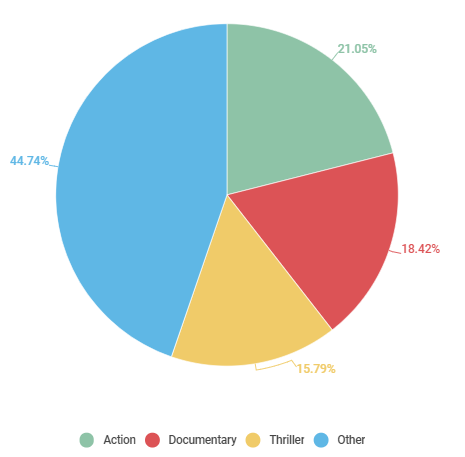 21.05%
44.74%
18.42%
15.79%
Action Documentary Thriller Other